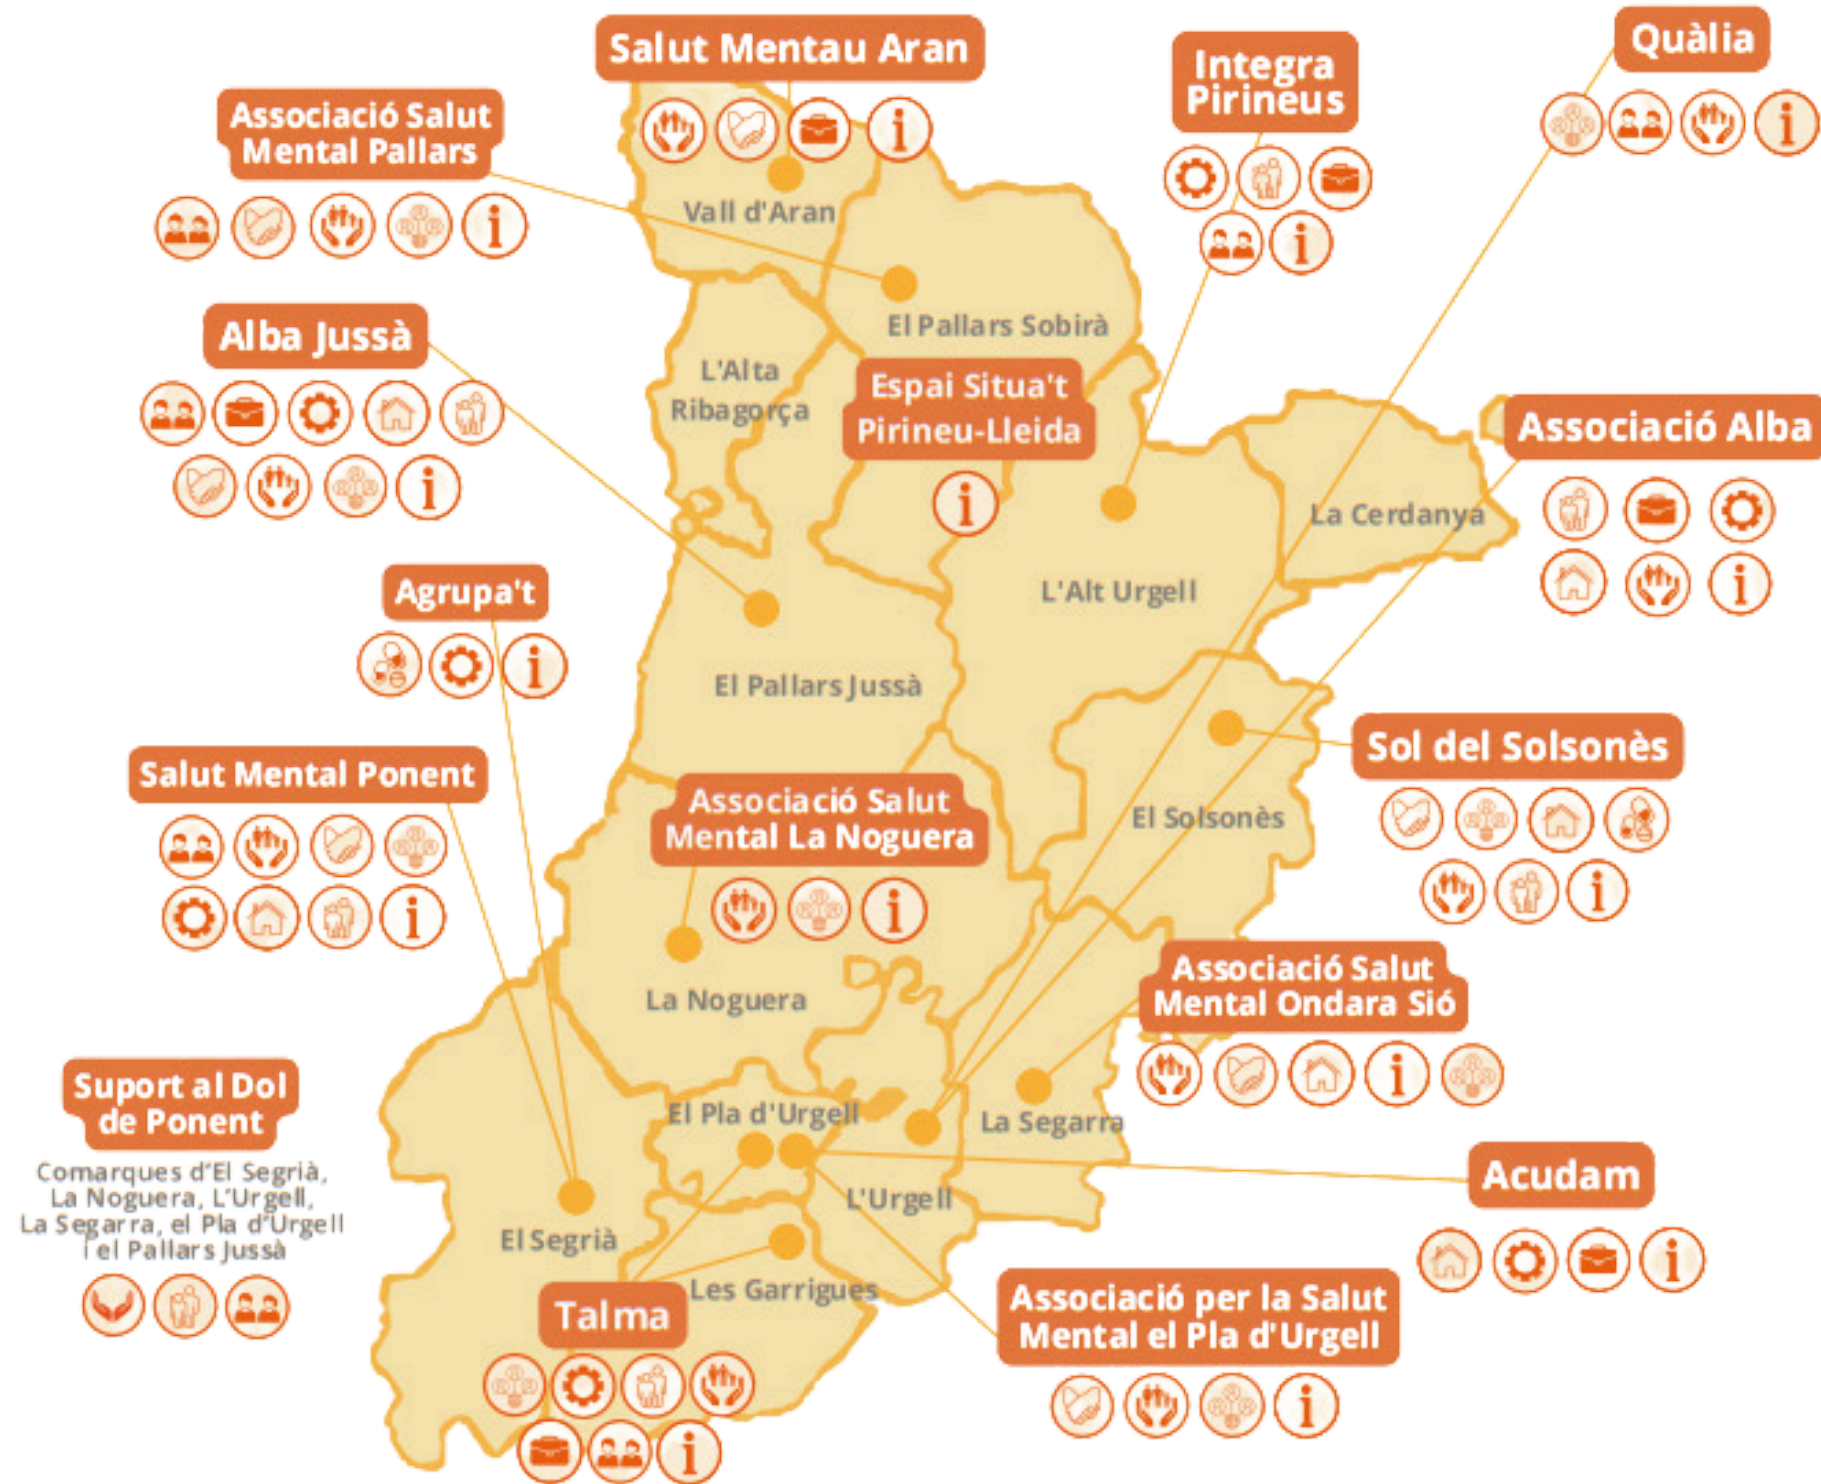 Salut Mentau Aran
Quàlia
Integra
Pirineus
Associació Salut
Mental Pallars
Vall d'Aran
El Pallars Sobirà
Alba Jussà
L'Alta
Ribagorça
Espai Situa't
Pirineu-Lleida
Associació Alba
La Cerdanya
Agrupa't
L'Alt Urgell
El Pallars Jussà
Salut Mental Ponent
Sol del Solsonès
Associació Salut
Mental La Noguera
El Solsonès
Associació Salut
Mental Ondara Sió
La Noguera
Suport al Dol
de Ponent
Comarques d'El Segrià,
La Noguera, L'Urgell,
La Segarra, el Pla d'Urgell
i el Pallars Jussà
El Pla d'Urgell
La Segarra
Acudam
L'Urgell
El Segrià
Les Garrigues
Talma
Associació per la Salut
Mental el Pla d'Urgell